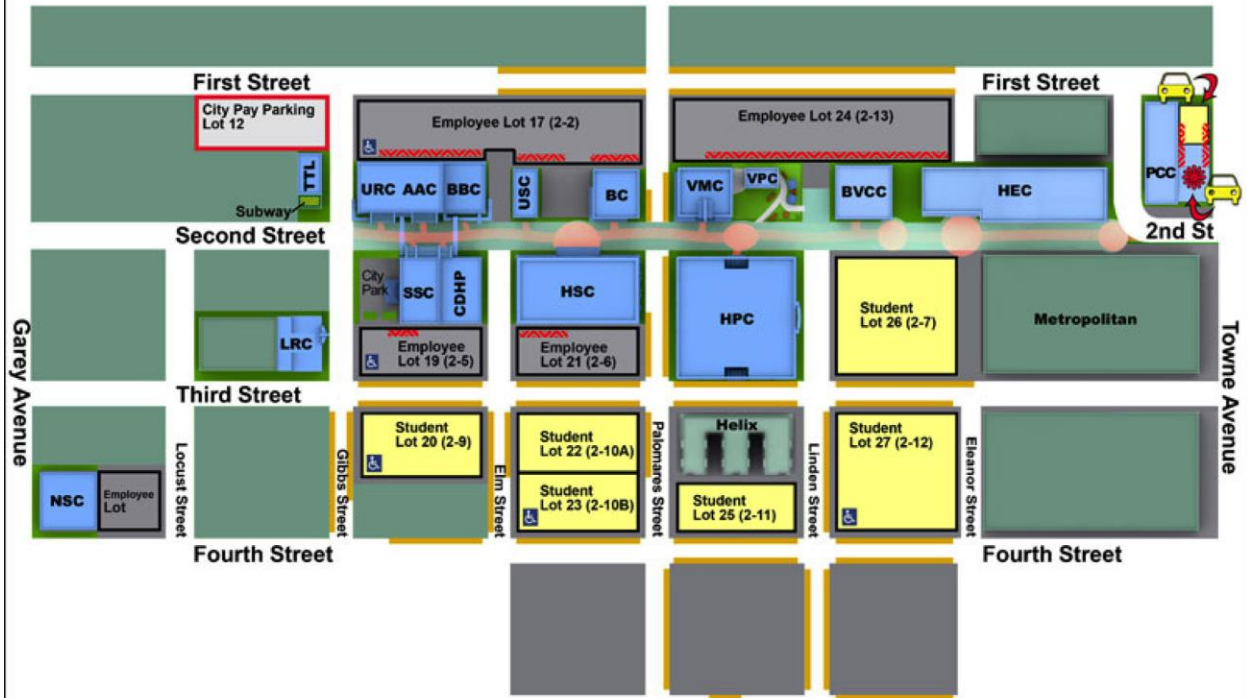 First Street
First Street
City Pay Parking
Lot 12
Employee Lot 17 (2-2)
Employee Lot 24 (2-13)
TTL
Subway
URC
AAC
BBC
USC
BC
VMC
VPC
BVCC
HEC
PCC
Second Street
2nd St
City
Park
SSC
CDHP
HSC
HPC
Student
Lot 26 (2-7)
Metropolitan
Garey Avenue
Towne Avenue
LRC
Employee
Lot 19 (2-5)
Employee
Lot 21 (2-6)
Third Street
Student
Lot 20 (2-9)
Student
Lot 22 (2-10A)
Student
Lot 23 (2-10B)
Helix
Student
Lot 25 (2-11)
Student
Lot 27 (2-12)
NSC
Employee
Lot
Locust Street
Gibbs Street
Elm Street
Palomares Street
Linden Street
Eleanor Street
Fourth Street
Fourth Street